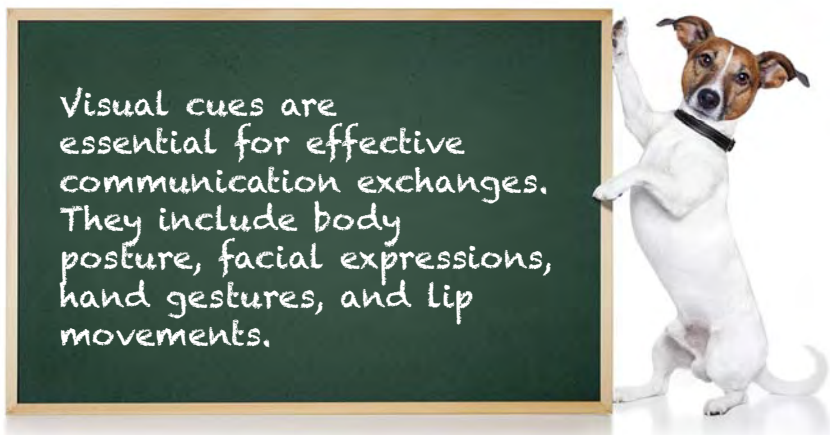 Visual cues are
essential for effective
communication exchanges.
They include body
posture, facial expressions,
hand gestures, and lip
movements.